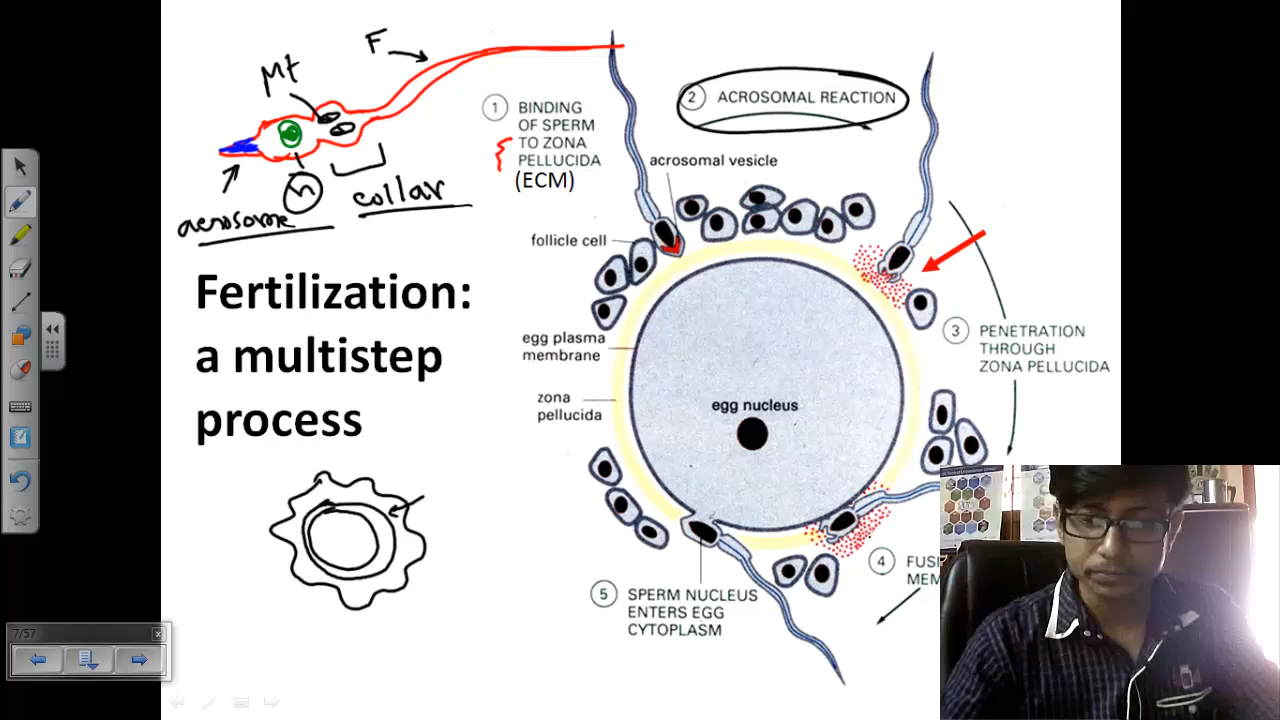 F
Mt
n
collar
acrosome
Fertilization:
a multistep
process
1 BINDING
OF SPERM
TO ZONA
PELLUCIDA
(ECM)
2 ACROSOMAL REACTION
acrosomal vesicle
follicle cell
egg plasma
membrane
zona
pellucida
egg nucleus
3 PENETRATION
THROUGH
ZONA PELLUCIDA
4 FUS
MEM
5 SPERM NUCLEUS
ENTERS EGG
CYTOPLASM
7/57
x